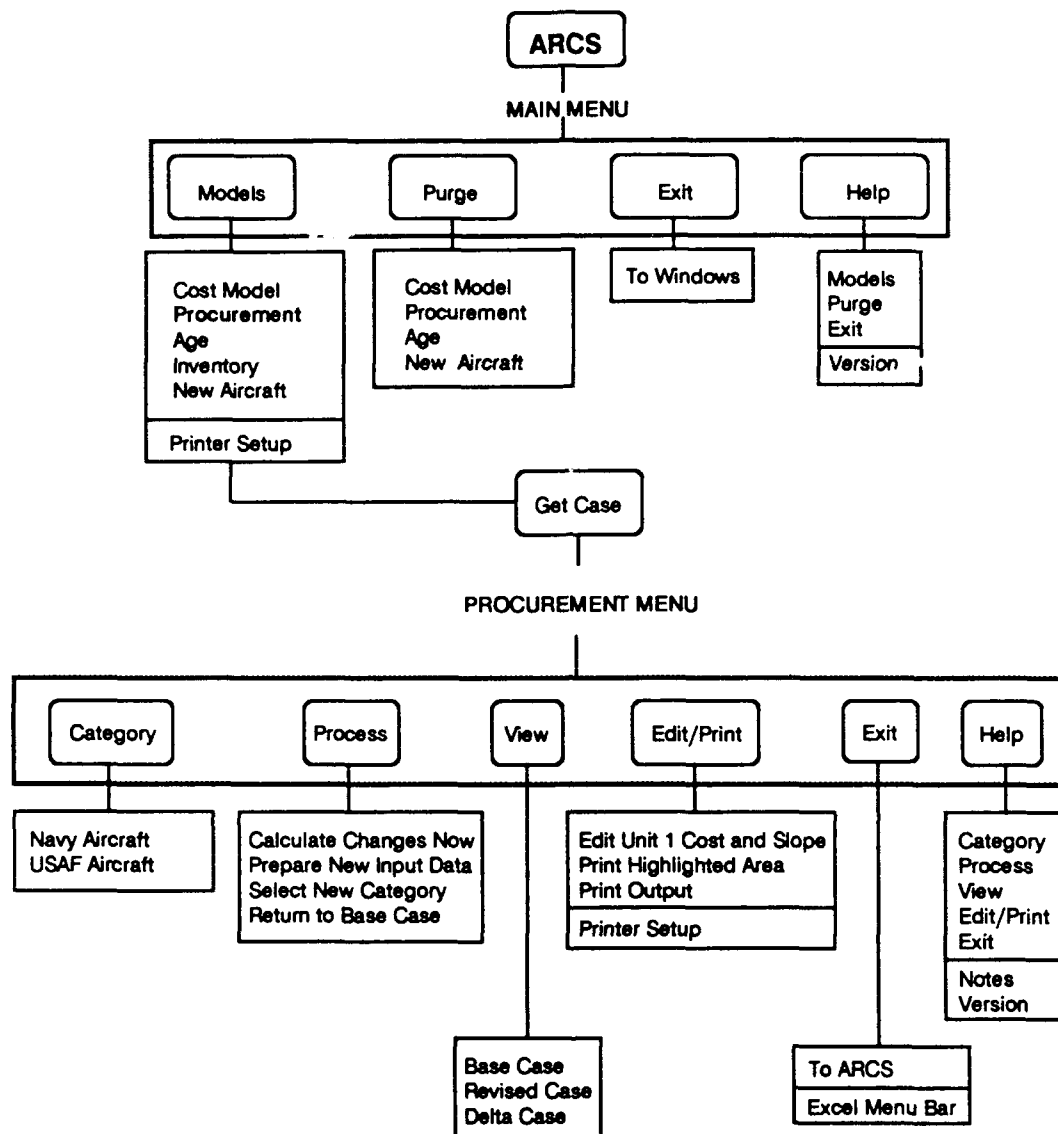 ARCS
MAIN MENU
Models
Purge
Exit
Help
Cost Model
Procurement
Age
Inventory
New Aircraft
Printer Setup
Cost Model
Procurement
Age
New Aircraft
To Windows
Models
Purge
Exit
Version
Get Case
PROCUREMENT MENU
Category
Process
View
Edit/Print
Exit
Help
Navy Aircraft
USAF Aircraft
Calculate Changes Now
Prepare New Input Data
Select New Category
Return to Base Case
Edit Unit 1 Cost and Slope
Print Highlighted Area
Print Output
Printer Setup
Category
Process
View
Edit/Print
Exit
Notes
Version
Base Case
Revised Case
Delta Case
To ARCS
Excel Menu Bar